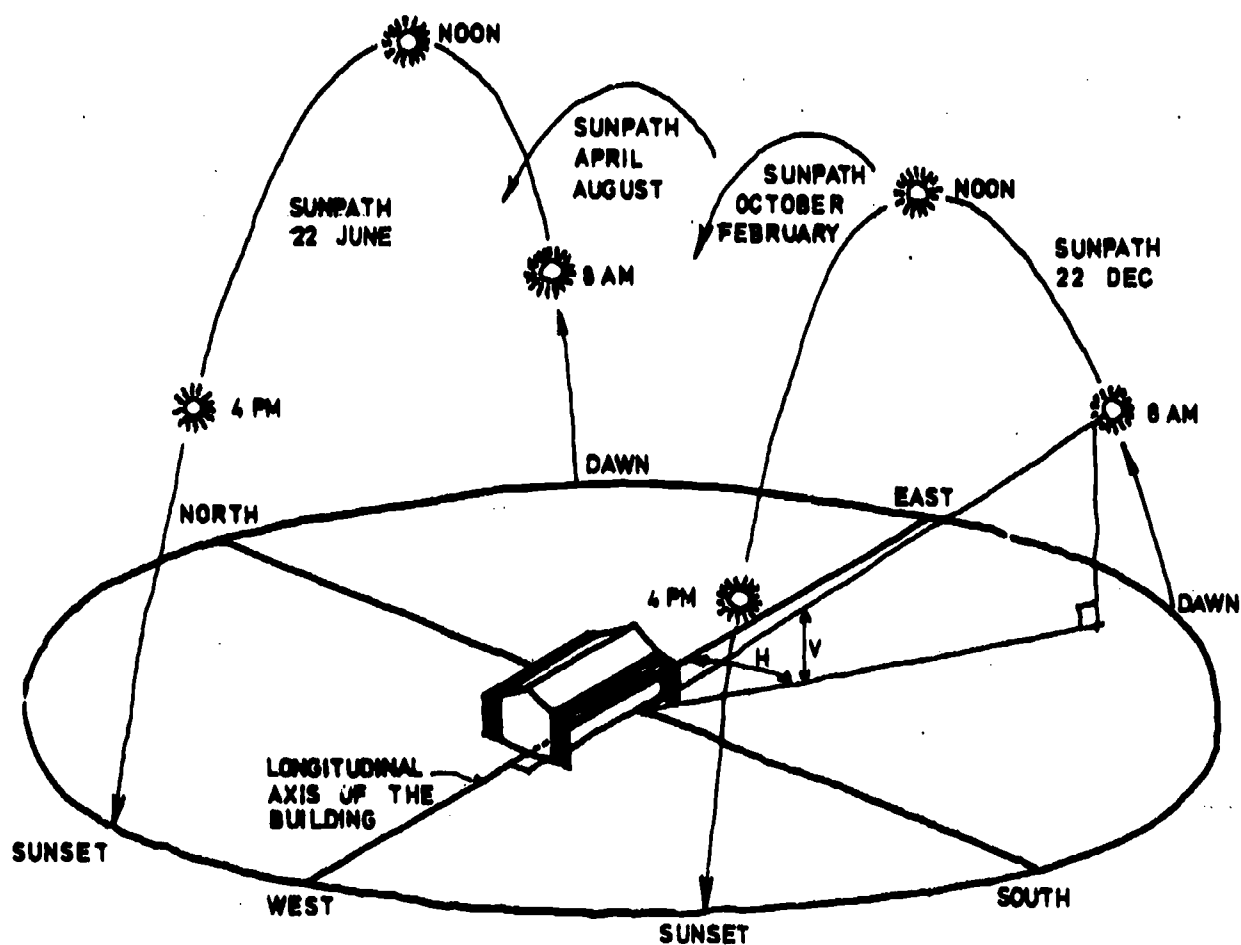 NOON
SUNPATH
APRIL
AUGUST
SUNPATH
OCTOBER
FEBRUARY
NOON
SUNPATH
22 JUNE
SUNPATH
22 DEC
8 AM
4 PM
8 AM
DAWN
NORTH
EAST
4 PM
DAWN
H
V
LONGITUDINAL
AXIS OF THE
BUILDING
SUNSET
WEST
SOUTH
SUNSET